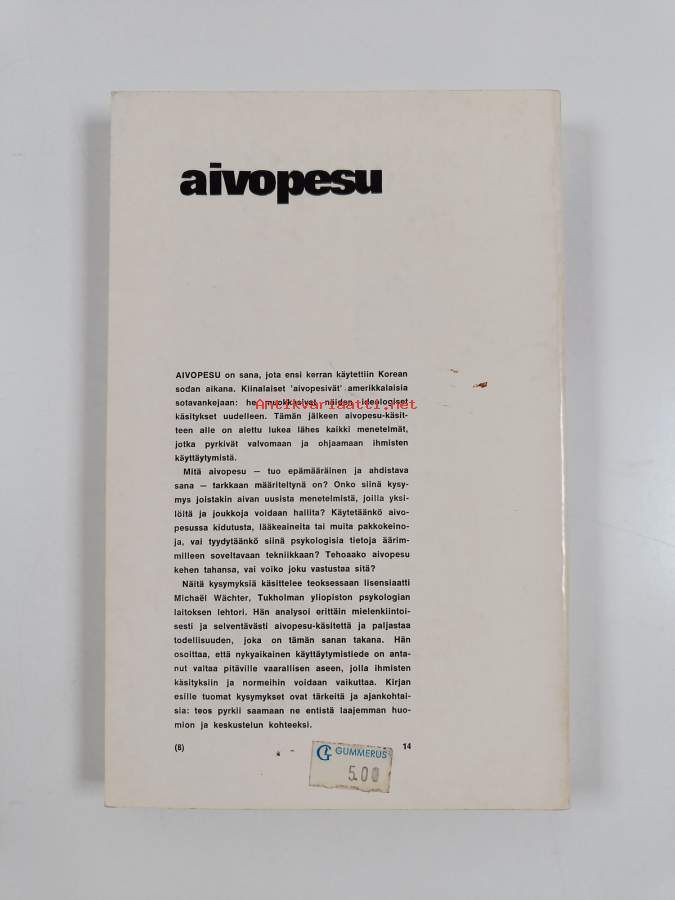 aivopesu
AIVOPESU on sana, jota ensi kerran käytettiin Korean
sodan aikana. Kiinalaiset 'aivopesivät' amerikkalaisia
sotavankejaan: he muokkasivat näiden ideologiset
Antikvariaatti.net
käsitykset uudelleen. Tämän jälkeen aivopesu-käsit-
teen alle on alettu lukea lähes kaikki menetelmät,
jotka pyrkivät valvomaan ja ohjaamaan ihmisten
käyttäytymistä.
Mitä aivopesu — tuo epämääräinen ja ahdistava
sana — tarkkaan määriteltynä on? Onko siinä kysy-
mys joistakin aivan uusista menetelmistä, joilla yksi-
löitä ja joukkoja voidaan hallita? Käytetäänkö aivo-
pesussa kidutusta, lääkeaineita tai muita pakkokeino-
ja, vai tyydytäänkö siinä psykologisia tietoja äärim-
milleen soveltavaan tekniikkaan? Tehoaako aivopesu
kehen tahansa, vai voiko joku vastustaa sitä?
Näitä kysymyksiä käsittelee teoksessaan lisensiaatti
Michaël Wächter, Tukholman yliopiston psykologian
laitoksen lehtori. Hän analysoi erittäin mielenkiintoi-
sesti ja selventävästi aivopesu-käsitettä ja paljastaa
todellisuuden, joka on tämän sanan takana. Hän
osoittaa, että nykyaikainen käyttäytymistiede on anta-
nut valtaa pitäville vaarallisen aseen, jolla ihmisten
käsityksiin ja normeihin voidaan vaikuttaa. Kirjan
esille tuomat kysymykset ovat tärkeitä ja ajankohtai-
sia: teos pyrkii saamaan ne entistä laajemman huo-
mion ja keskustelun kohteeksi.
(6) 14
GUMMERUS
5.00